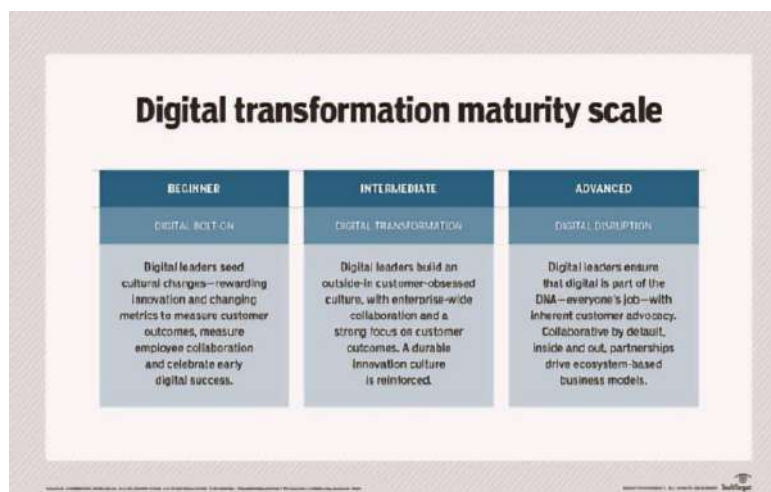 Digital transformation maturity scale
BEGINNER
DIGITAL BOLT-ON
Digital leaders seed
cultural changes—rewarding
innovation and changing
metrics to measure customer
outcomes, measure
employee collaboration
and celebrate early
digital success.
INTERMEDIATE
DIGITAL TRANSFORMATION
Digital leaders build an
outside-in customer-obsessed
culture, with enterprise-wide
collaboration and a
strong focus on customer
outcomes. A durable
innovation culture
is reinforced.
ADVANCED
DIGITAL DISRUPTION
Digital leaders ensure
that digital is part of the
DNA—everyone's job—with
inherent customer advocacy.
Collaborative by default,
inside and out, partnerships
drive ecosystem-based
business models.
TechTarget